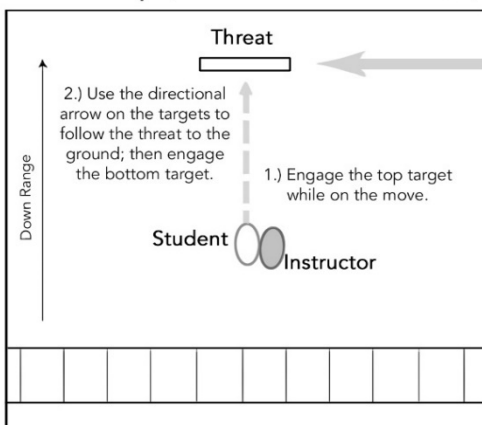 Threat
2.) Use the directional
arrow on the targets to
follow the threat to the
ground; then engage
the bottom target.
1.) Engage the top target
while on the move.
Down Range
Student
Instructor